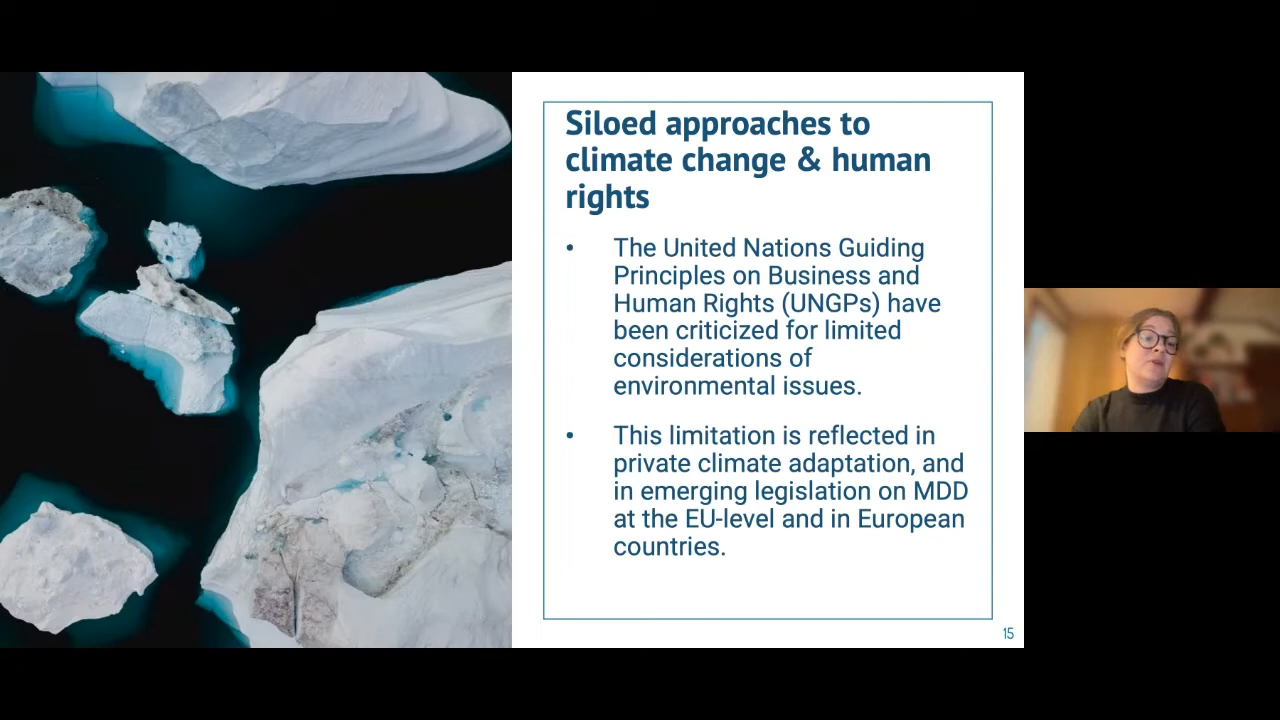 Siloed approaches to
climate change & human
rights
• The United Nations Guiding
Principles on Business and
Human Rights (UNGPs) have
been criticized for limited
considerations of
environmental issues.
• This limitation is reflected in
private climate adaptation, and
in emerging legislation on MDD
at the EU-level and in European
countries.
15